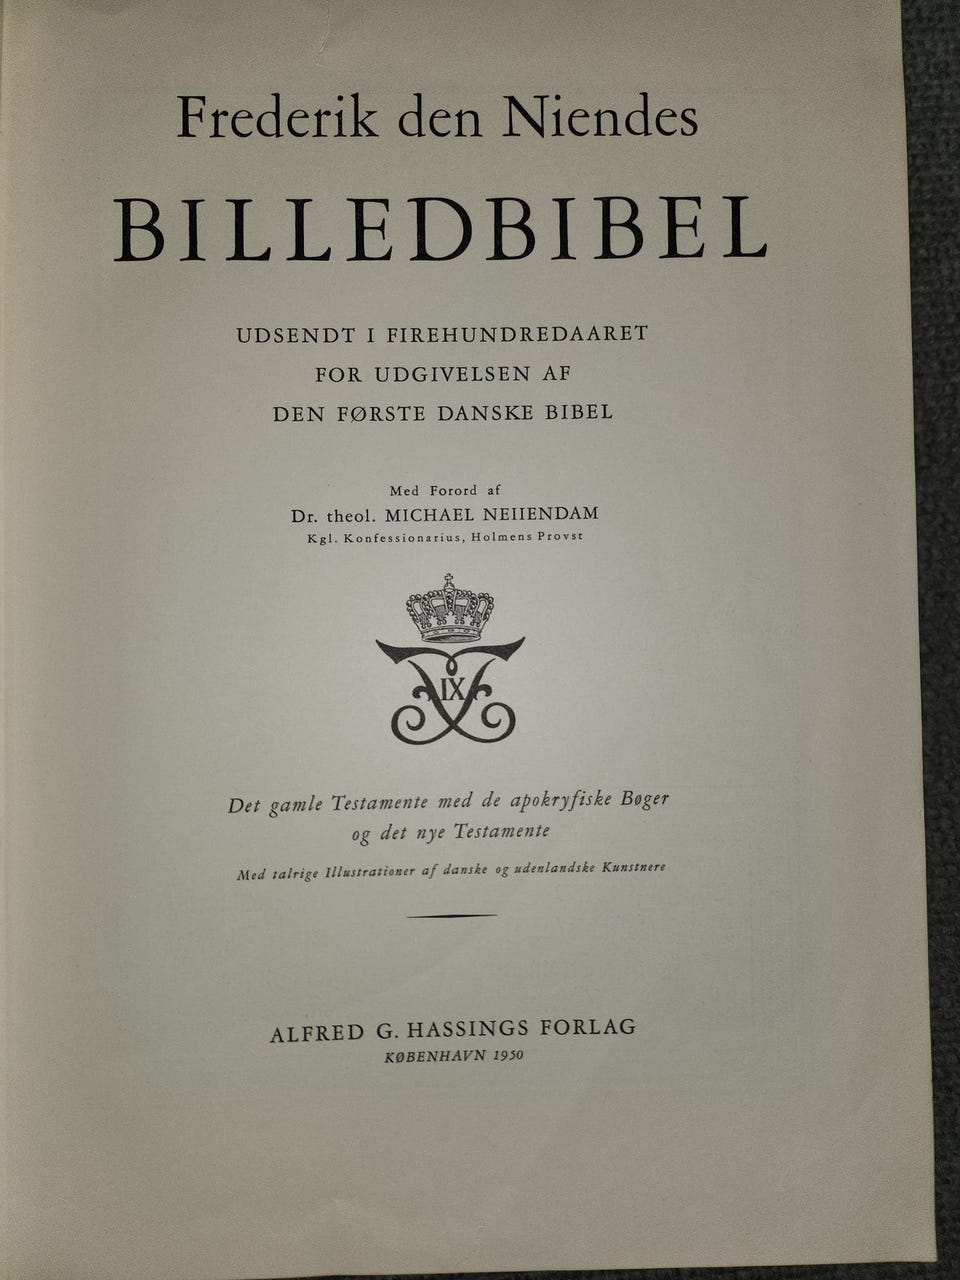 Frederik den Niendes
BILLEDBIBEL
UDSENDT I FIREHUNDREDAARET
FOR UDGIVELSEN AF
DEN FØRSTE DANSKE BIBEL
Med Forord af
Dr. theol. MICHAEL NEIIENDAM
Kgl. Konfessionarius, Holmens Provst
IX
Det gamle Testamente med de apokryfiske Bøger
og det nye Testamente
Med talrige Illustrationer af danske og udenlandske Kunstnere
ALFRED G. HASSINGS FORLAG
KØBENHAVN 1950